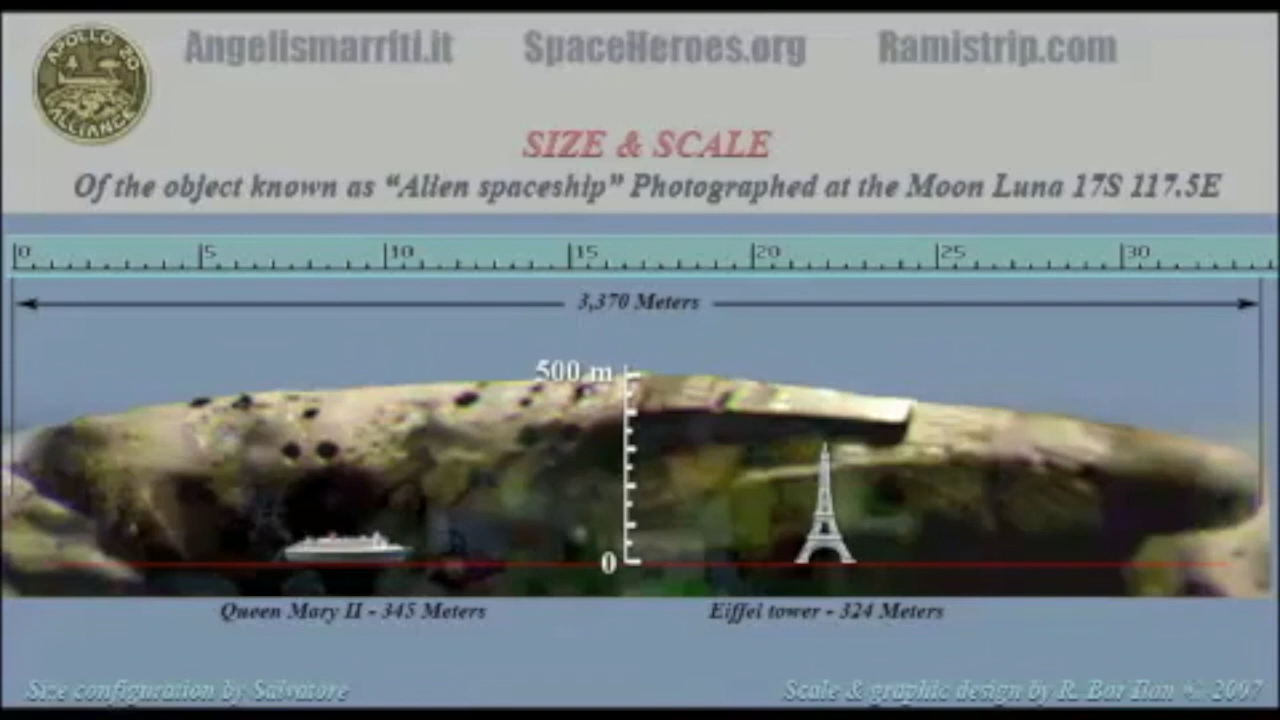 APOLLO 20
ALLIANCE
Angelismarriti.it SpaceHeroes.org Ramistrip.com
SIZE & SCALE
Of the object known as “Alien spaceship” Photographed at the Moon Luna 17S 117.5E
0 5 10 15 20 25 30
3,370 Meters
500 m
0
Queen Mary II - 345 Meters Eiffel tower - 324 Meters
Size configuration by Salvatore Scale & graphic design by R. Bar Ilan © 2007